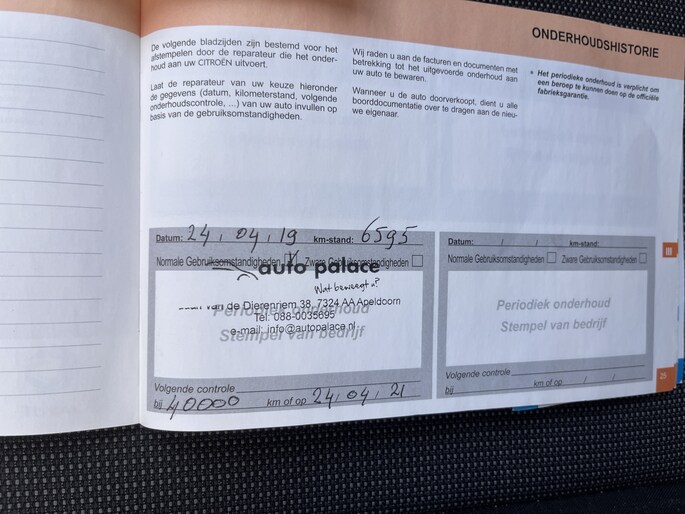 ONDERHOUDSHISTORIE
De volgende bladzijden zijn bestemd voor het
afstempelen door de reparateur die het onder-
houd aan uw CITROËN uitvoert.
Laat de reparateur van uw keuze hieronder
de gegevens (datum, kilometerstand, volgende
onderhoudscontrole, ...) van uw auto invullen op
basis van de gebruiksomstandigheden.
Wij raden u aan de facturen en documenten met
betrekking tot het uitgevoerde onderhoud aan
uw auto te bewaren.
Wanneer u de auto doorverkoopt, dient u alle
boorddocumentatie over te dragen aan de nieu-
we eigenaar.
* Het periodieke onderhoud is verplicht om
een beroep te kunnen doen op de officiële
fabrieksgarantie.
Datum: 24, 04, 19 km-stand: 6595
Normale Gebruiksomstandigheden Zware Gebruiksomstandigheden
auto palace
Wat beweegt u?
van de Dierenriem 38, 7324 AA Apeldoorn
Periodiek onderhoud
Tel: 088-0035695
e-mail: info@autopalace.nl
Stempel van bedrijf
Volgende controle
bij 40000 km of op 24, 04, 21
Datum: / / km-stand:
Normale Gebruiksomstandigheden Zware Gebruiksomstandigheden
Periodiek onderhoud
Stempel van bedrijf
Volgende controle
bij km of op / /
III
25